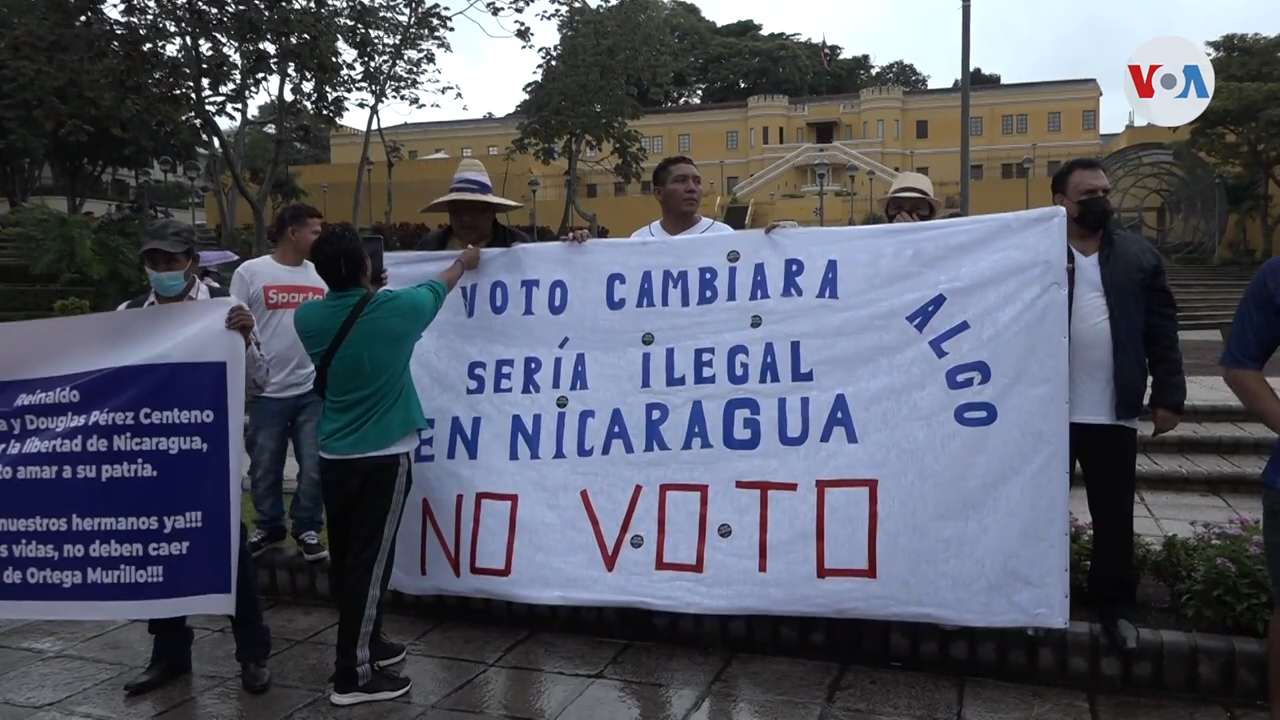 VOA
Sparta
Reinaldo
y Douglas Pérez Centeno
la libertad de Nicaragua,
amar a su patria.
nuestros hermanos ya!!!
vidas, no deben caer
de Ortega Murillo!!!
VOTO CAMBIARA
ALGO
SERÍA ILEGAL
EN NICARAGUA
NO VOTO